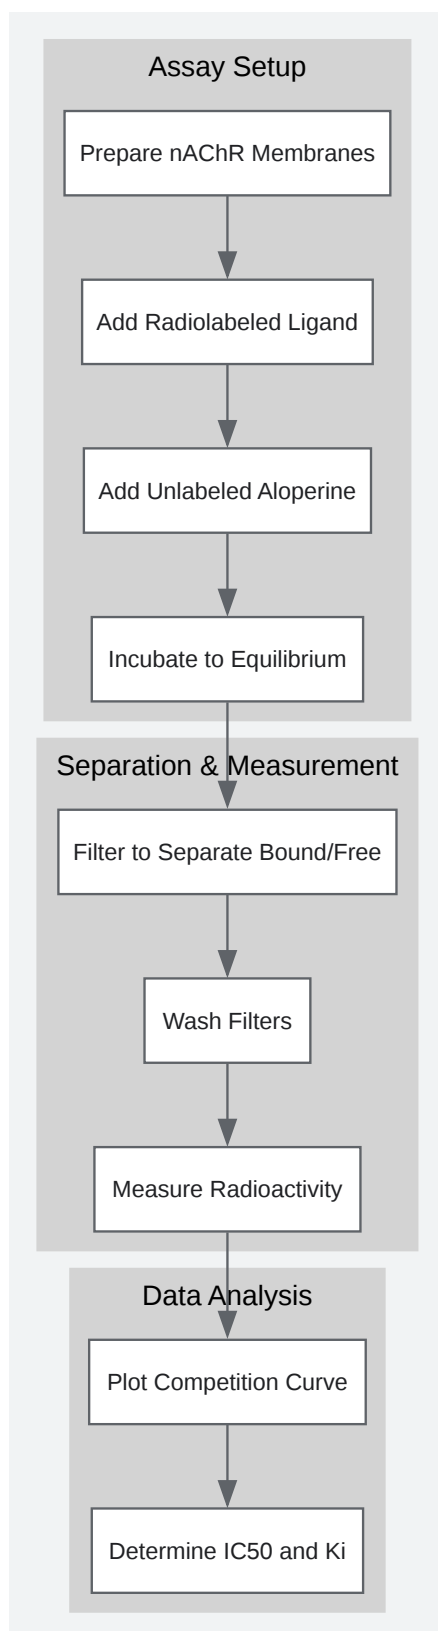 Assay Setup
Prepare nAChR Membranes
Add Radiolabeled Ligand
Add Unlabeled Aloperine
Incubate to Equilibrium
Separation & Measurement
Filter to Separate Bound/Free
Wash Filters
Measure Radioactivity
Data Analysis
Plot Competition Curve
Determine IC50 and Ki